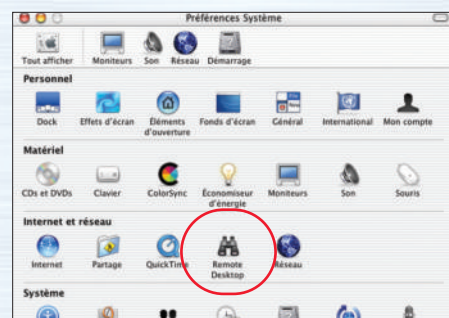 Préférences Système
Tout afficher Moniteurs Son Réseau Démarrage
Personnel
Dock Effets d'écran Éléments d'ouverture Fonds d'écran Général International Mon compte
Matériel
CDs et DVDs Clavier ColorSync Économiseur d'énergie Moniteurs Son Souris
Internet et réseau
Internet Partage QuickTime Remote Desktop Réseau
Système